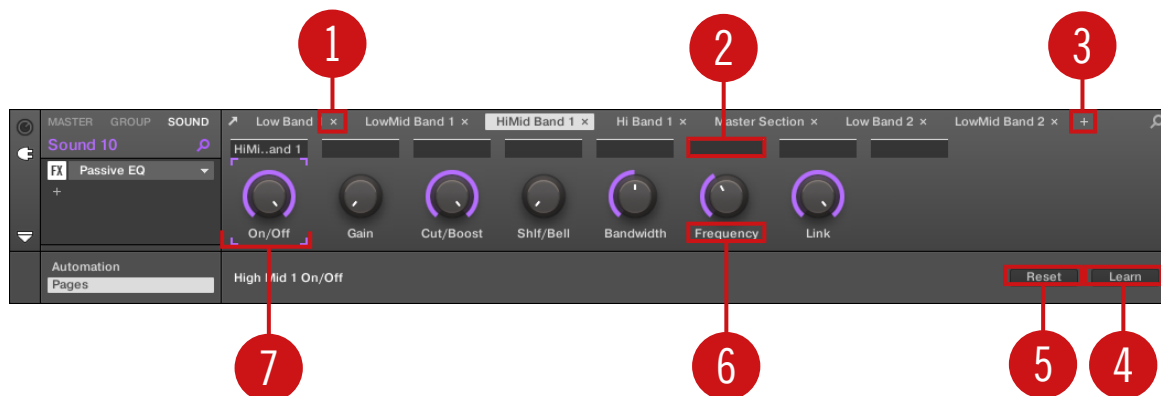 1 2 3
MASTER GROUP SOUND Low Band × LowMid Band 1 × HiMid Band 1 × Hi Band 1 × Master Section × Low Band 2 × LowMid Band 2 × +
Sound 10
HiMi..and 1
FX Passive EQ
+
On/Off Gain Cut/Boost Shlf/Bell Bandwidth Frequency Link
Automation
Pages
High Mid 1 On/Off Reset Learn
7 6 5 4